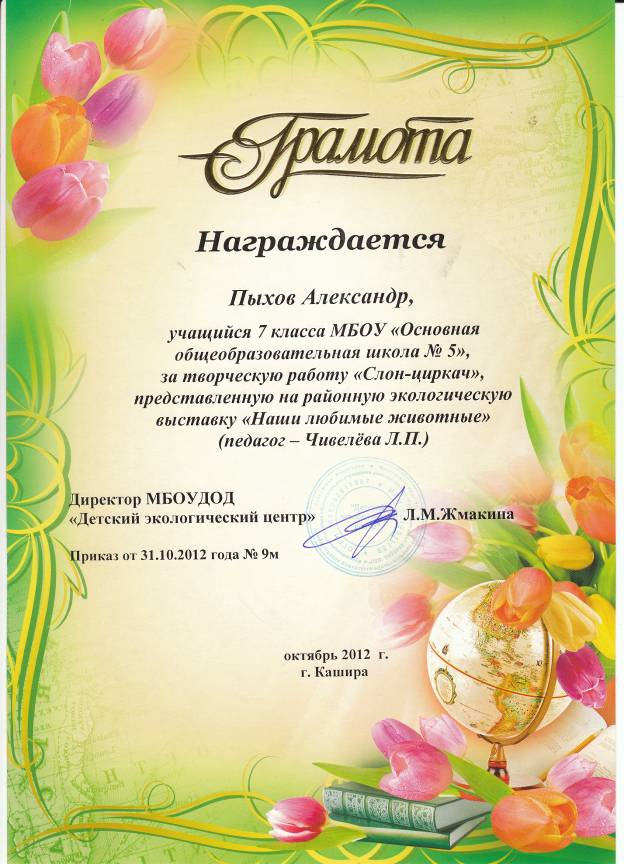 Грамота
Награждается
Пыхов Александр,
учащийся 7 класса МБОУ «Основная
общеобразовательная школа № 5»,
за творческую работу «Слон-циркач»,
представленную на районную экологическую
выставку «Наши любимые животные»
(педагог – Чивелёва Л.П.)
Директор МБОУДОД
«Детский экологический центр»
Л.М.Жмакина
Приказ от 31.10.2012 года № 9м
октябрь 2012 г.
г. Кашира